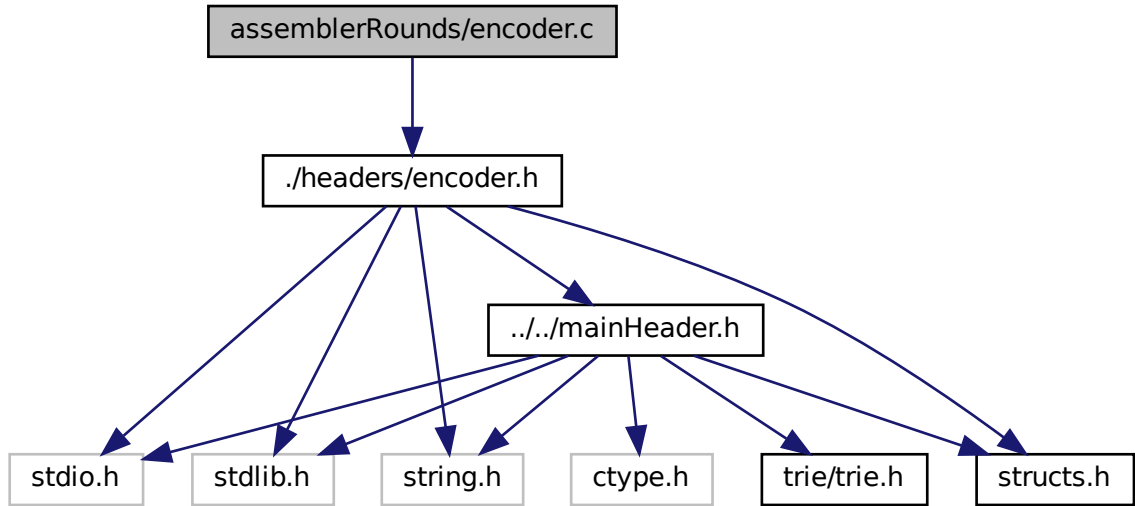 assemblerRounds/encoder.c
./headers/encoder.h
../../mainHeader.h
stdio.h
stdlib.h
string.h
ctype.h
trie/trie.h
structs.h